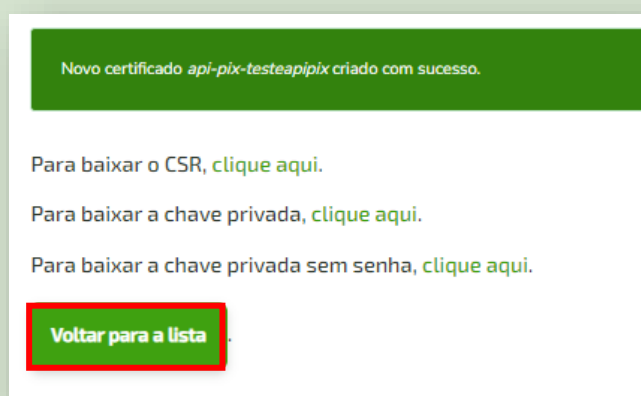 Novo certificado api-pix-testeapipix criado com sucesso.
Para baixar o CSR, clique aqui.
Para baixar a chave privada, clique aqui.
Para baixar a chave privada sem senha, clique aqui.
Voltar para a lista.